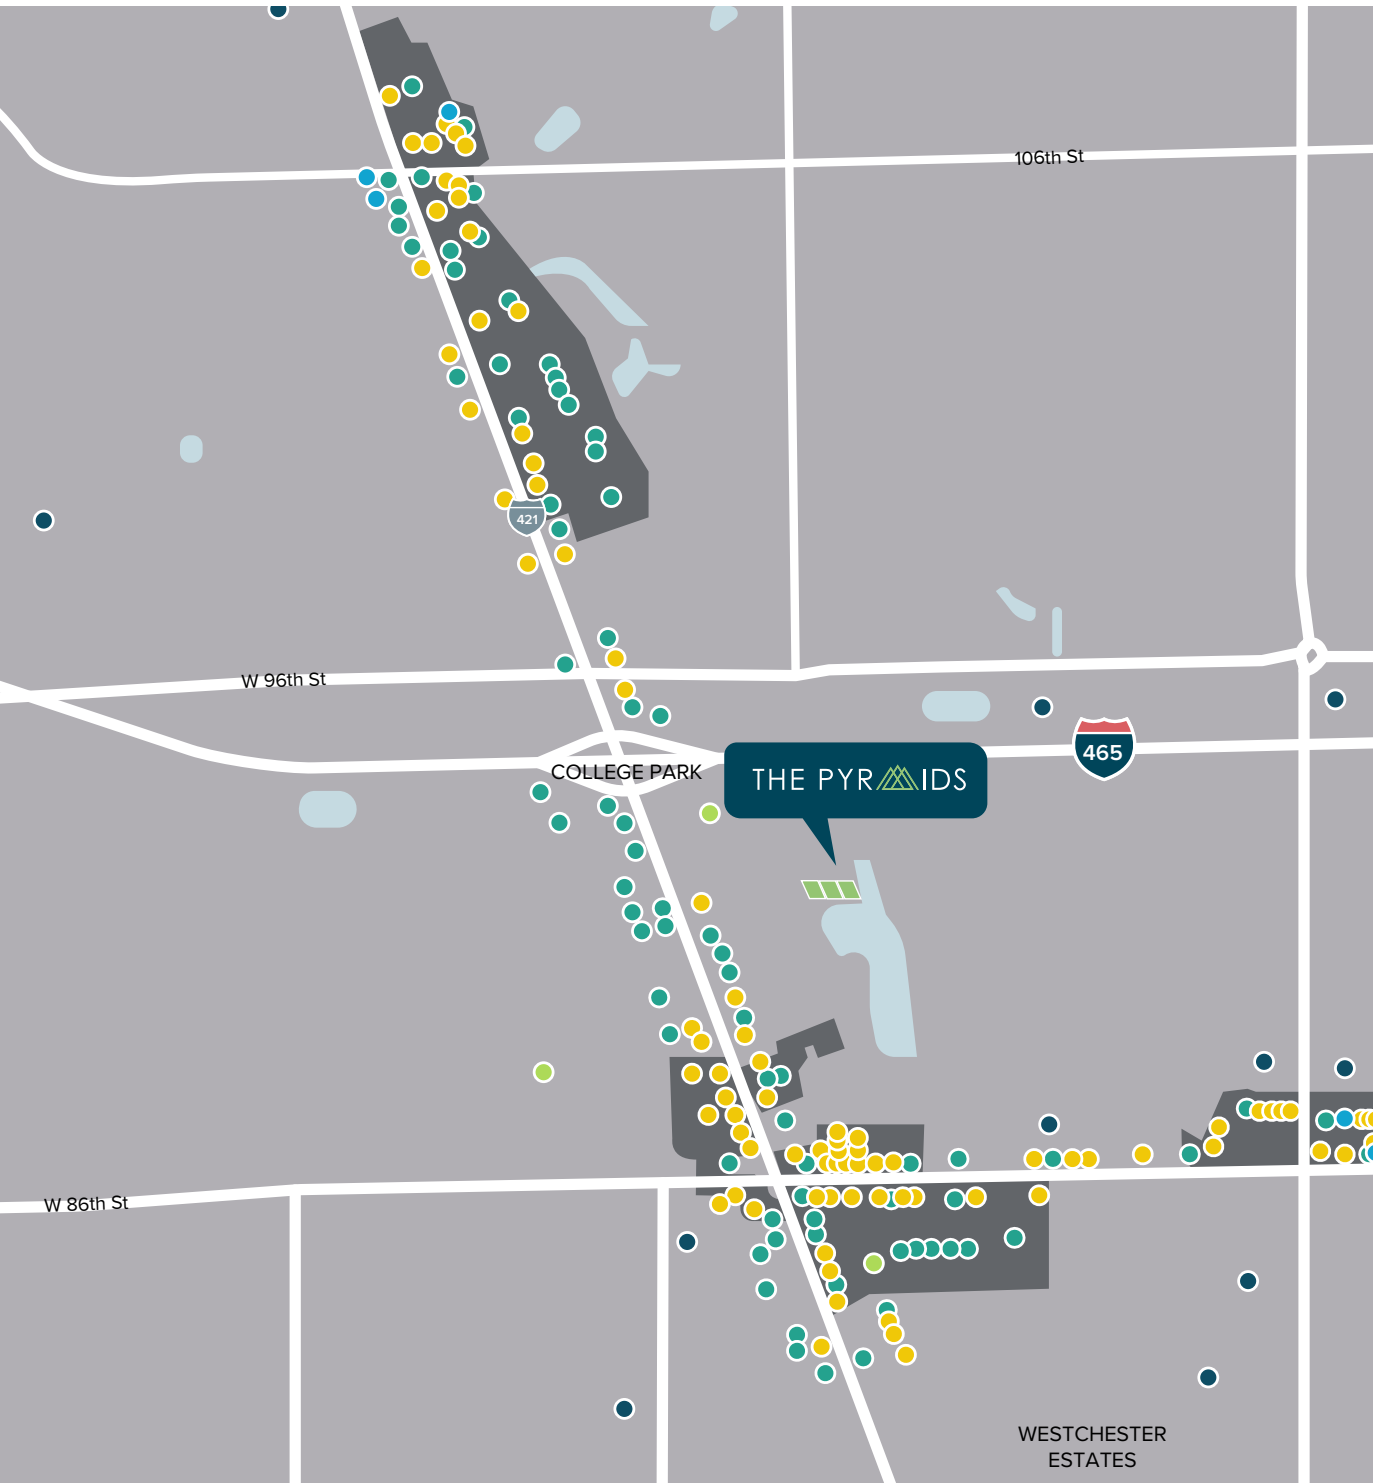 106th St
421
W 96th St
465
COLLEGE PARK
THE PYRAMIDS
W 86th St
WESTCHESTER
ESTATES